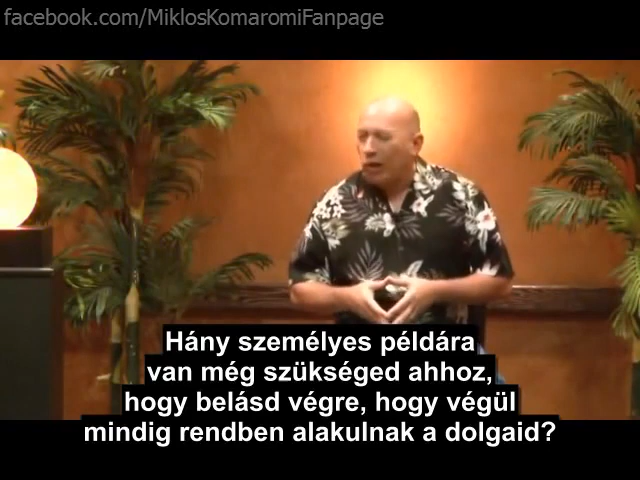 facebook.com/MiklosKomaromiFanpage
Hány személyes példára
van még szükséged ahhoz,
hogy belásd végre, hogy végül
mindig rendben alakulnak a dolgaid?